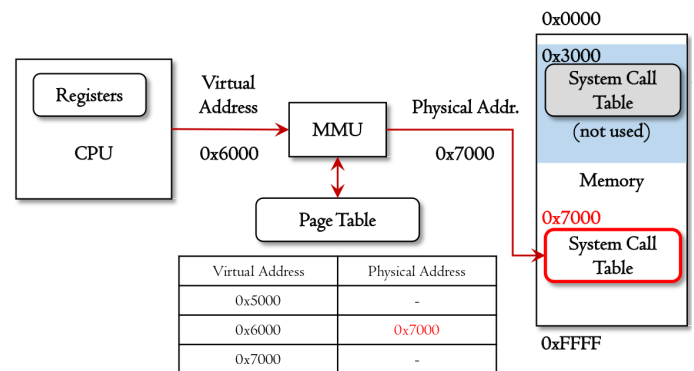 0x0000
0x3000
System Call
Table
(not used)
Registers
CPU
Virtual
Address
0x6000
MMU
Physical Addr.
0x7000
Page Table
Memory
0x7000
System Call
Table
0xFFFF
Virtual Address Physical Address
0x5000 -
0x6000 0x7000
0x7000 -